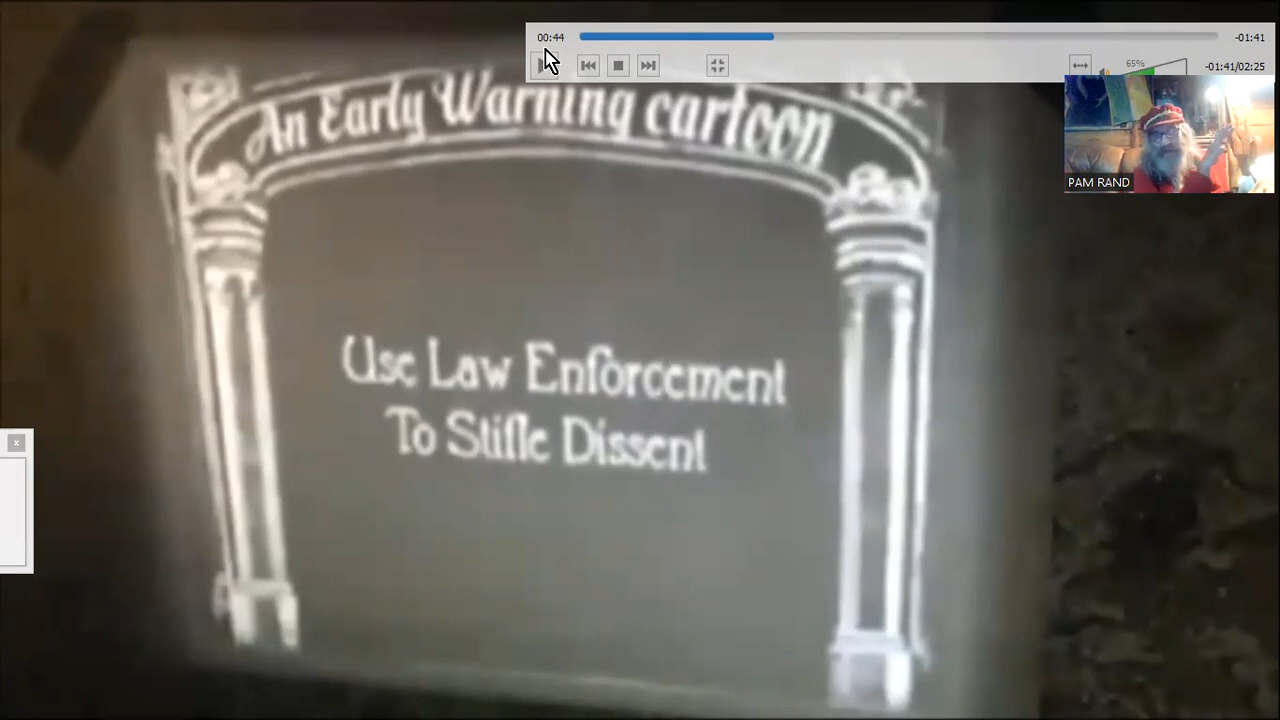 00:44
-01:41
65%
-01:41/02:25
PAM RAND
An Early Warning cartoon
Use Law Enforcement
To Stifle Dissent
x